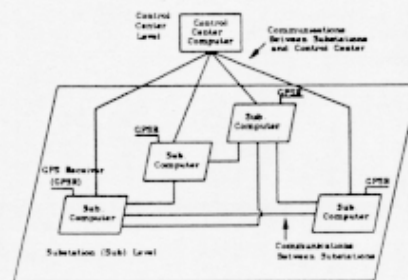 Control
Center
Level
Control
Center
Computer
Communications
Between Substations
and Control Center
GPSR
Sub
Computer
GPSR
Sub
Computer
GPS Receiver
(GPSR)
Sub
Computer
GPSR
Sub
Computer
Substation (Sub) Level
Communications
Between Substations